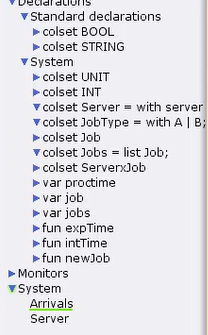 Declarations
Standard declarations
colset BOOL
colset STRING
System
colset UNIT
colset INT
colset Server = with server
colset JobType = with A | B;
colset Job
colset Jobs = list Job;
colset ServerxJob
var proctime
var job
var jobs
fun expTime
fun intTime
fun newJob
Monitors
System
Arrivals
Server